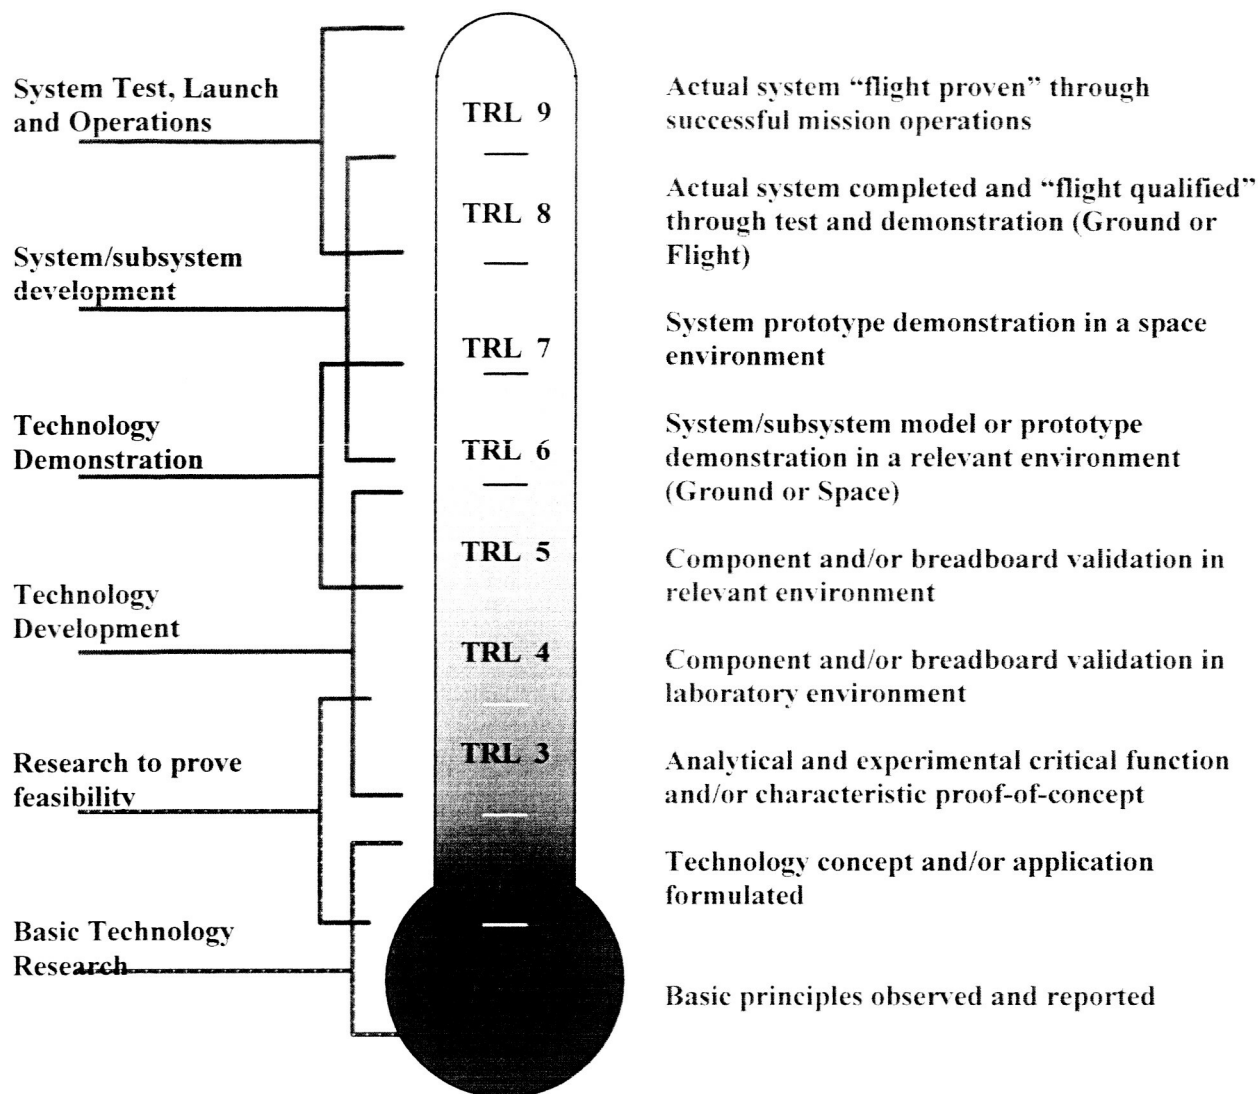 System Test, Launch
and Operations
System/subsystem
development
Technology
Demonstration
Technology
Development
Research to prove
feasibility
Basic Technology
Research
TRL 9
TRL 8
TRL 7
TRL 6
TRL 5
TRL 4
TRL 3
Actual system “flight proven” through
successful mission operations
Actual system completed and “flight qualified”
through test and demonstration (Ground or
Flight)
System prototype demonstration in a space
environment
System/subsystem model or prototype
demonstration in a relevant environment
(Ground or Space)
Component and/or breadboard validation in
relevant environment
Component and/or breadboard validation in
laboratory environment
Analytical and experimental critical function
and/or characteristic proof-of-concept
Technology concept and/or application
formulated
Basic principles observed and reported